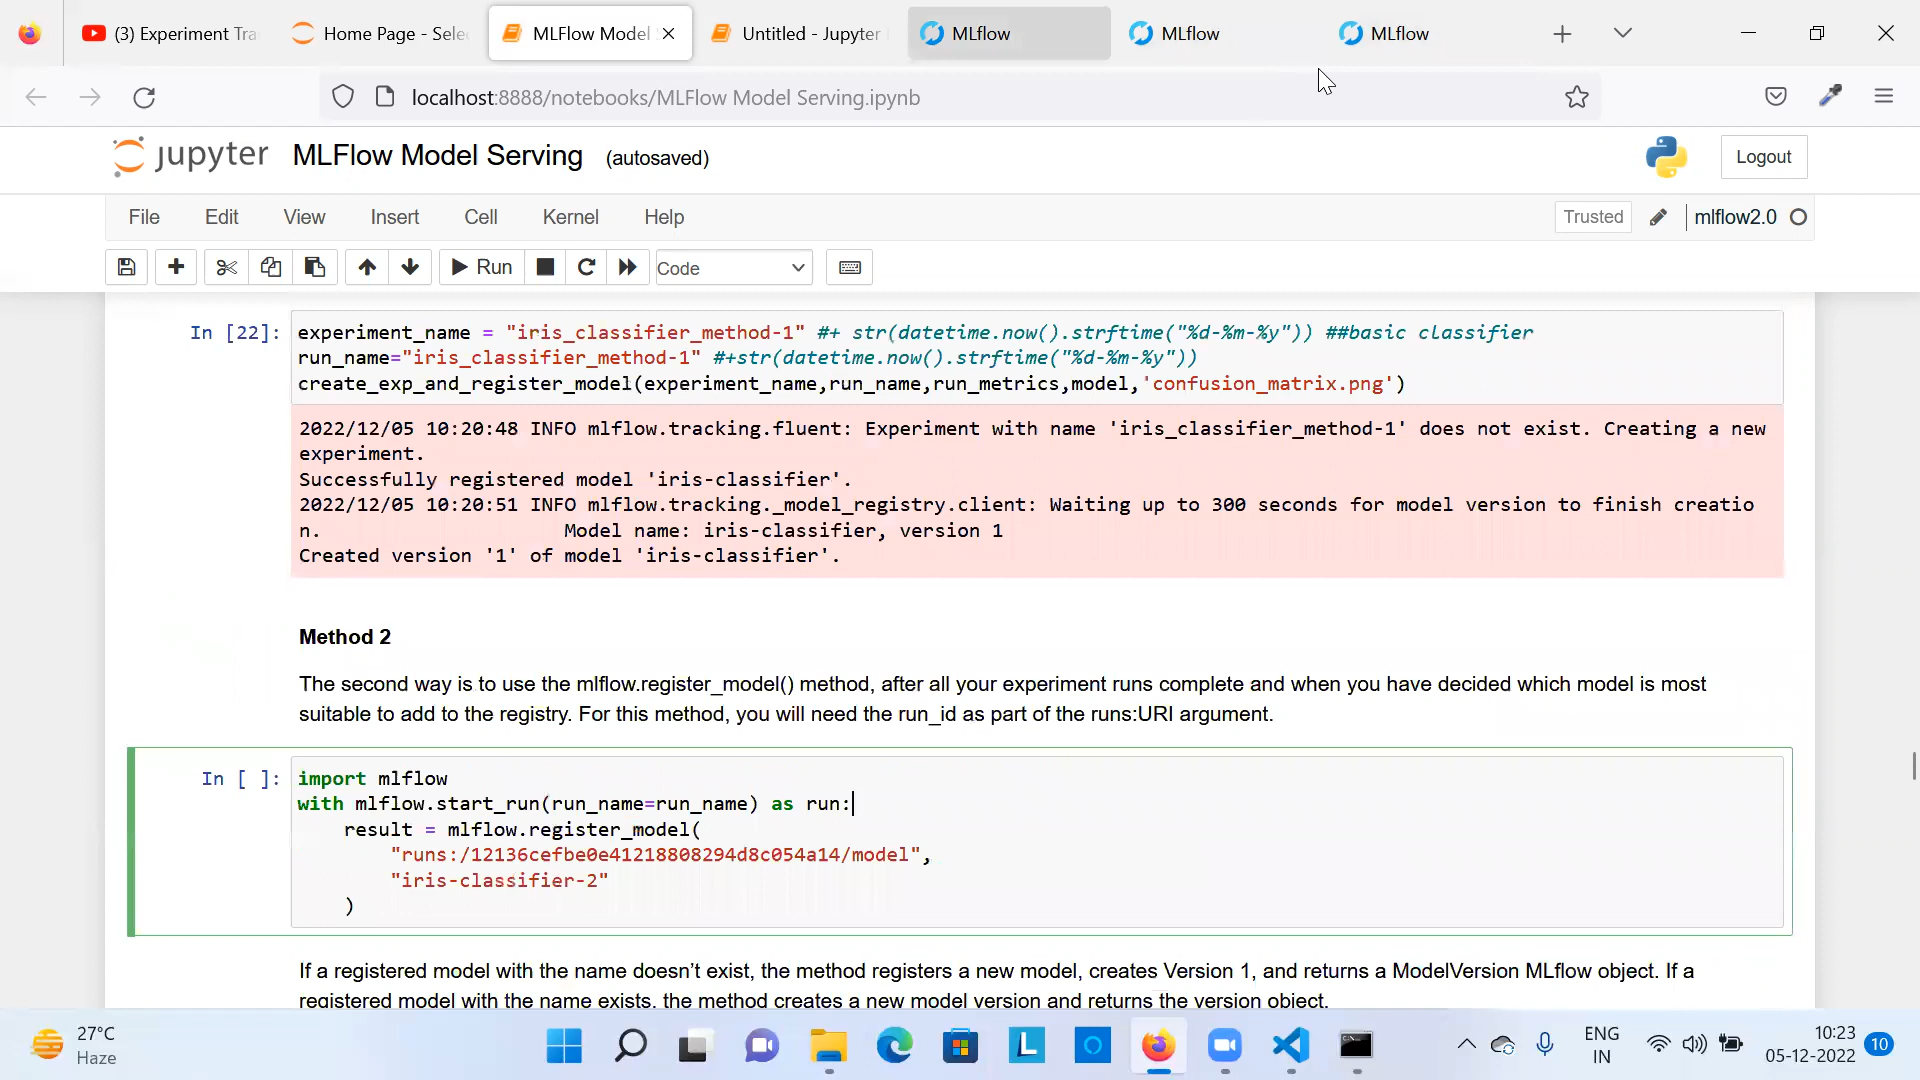 (3) Experiment Tra
Home Page - Sele
MLFlow Model
Untitled - Jupyter
MLflow
MLflow
MLflow
localhost:8888/notebooks/MLFlow Model Serving.ipynb
jupyter
MLFlow Model Serving (autosaved)
Logout
File Edit View Insert Cell Kernel Help
Trusted
mlflow2.0
Run
Code
In [22]:
experiment_name = "iris_classifier_method-1" #+ str(datetime.now().strftime("%d-%m-%y")) ##basic classifier
run_name="iris_classifier_method-1" #+str(datetime.now().strftime("%d-%m-%y"))
create_exp_and_register_model(experiment_name,run_name,run_metrics,model,'confusion_matrix.png')
2022/12/05 10:20:48 INFO mlflow.tracking.fluent: Experiment with name 'iris_classifier_method-1' does not exist. Creating a new
experiment.
Successfully registered model 'iris-classifier'.
2022/12/05 10:20:51 INFO mlflow.tracking._model_registry.client: Waiting up to 300 seconds for model version to finish creatio
n. Model name: iris-classifier, version 1
Created version '1' of model 'iris-classifier'.
Method 2
The second way is to use the mlflow.register_model() method, after all your experiment runs complete and when you have decided which model is most
suitable to add to the registry. For this method, you will need the run_id as part of the runs:URI argument.
In [ ]:
import mlflow
with mlflow.start_run(run_name=run_name) as run:
result = mlflow.register_model(
"runs:/12136cefbe0e41218808294d8c054a14/model",
"iris-classifier-2"
)
If a registered model with the name doesn't exist, the method registers a new model, creates Version 1, and returns a ModelVersion MLflow object. If a
registered model with the name exists, the method creates a new model version and returns the version object.
27°C
Haze
L
ENG
IN
10:23
05-12-2022
10